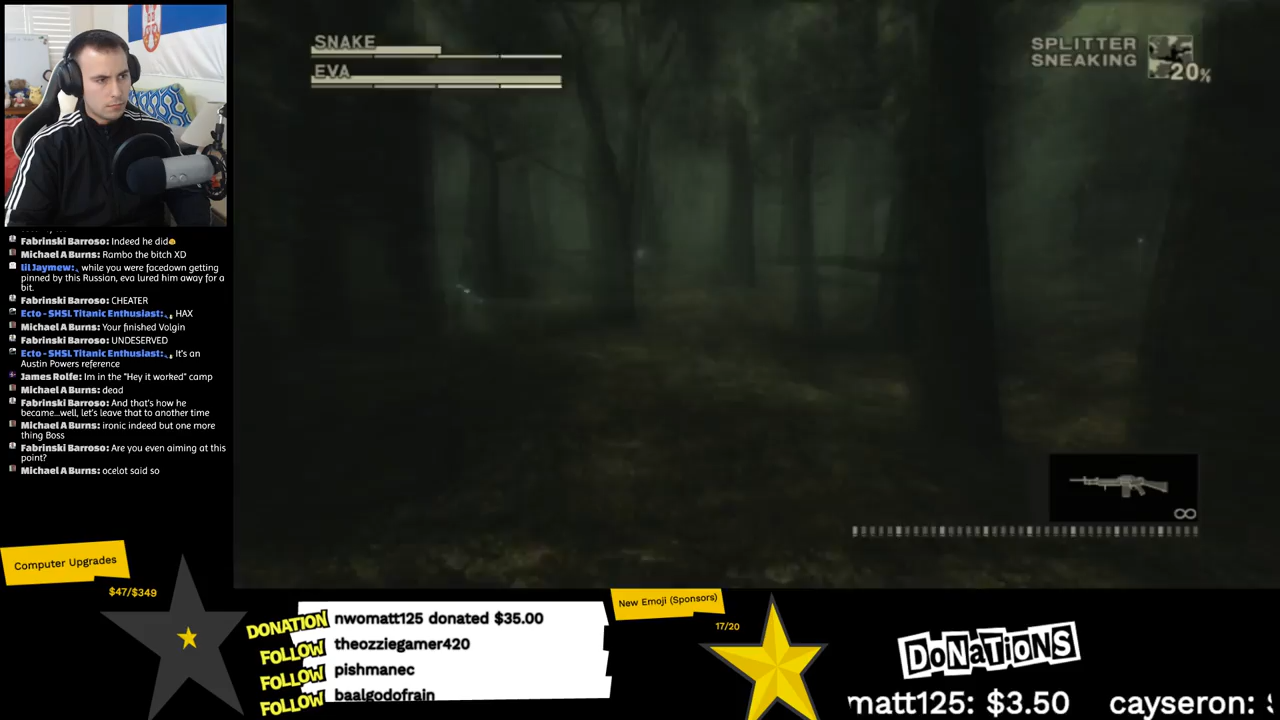 SNAKE
EVA
SPLITTER
SNEAKING
20%
Fabrinski Barroso: Indeed he did
Michael A Burns: Rambo the bitch XD
lil Jaymew: while you were facedown getting
pinned by this Russian, eva lured him away for a
bit.
Fabrinski Barroso: CHEATER
Ecto - SHSL Titanic Enthusiast: HAX
Michael A Burns: Your finished Volgin
Fabrinski Barroso: UNDESERVED
Ecto - SHSL Titanic Enthusiast: It's an
Austin Powers reference
James Rolfe: Im in the "Hey it worked" camp
Michael A Burns: dead
Fabrinski Barroso: And that's how he
became...well, let's leave that to another time
Michael A Burns: ironic indeed but one more
thing Boss
Fabrinski Barroso: Are you even aiming at this
point?
Michael A Burns: ocelot said so
∞
Computer Upgrades
$47/$349
DONATION nwomatt125 donated $35.00
FOLLOW theozziegamer420
FOLLOW pishmanec
FOLLOW baalgodofrain
New Emoji (Sponsors)
17/20
DoNaTiONS
matt125: $3.50 cayseron: